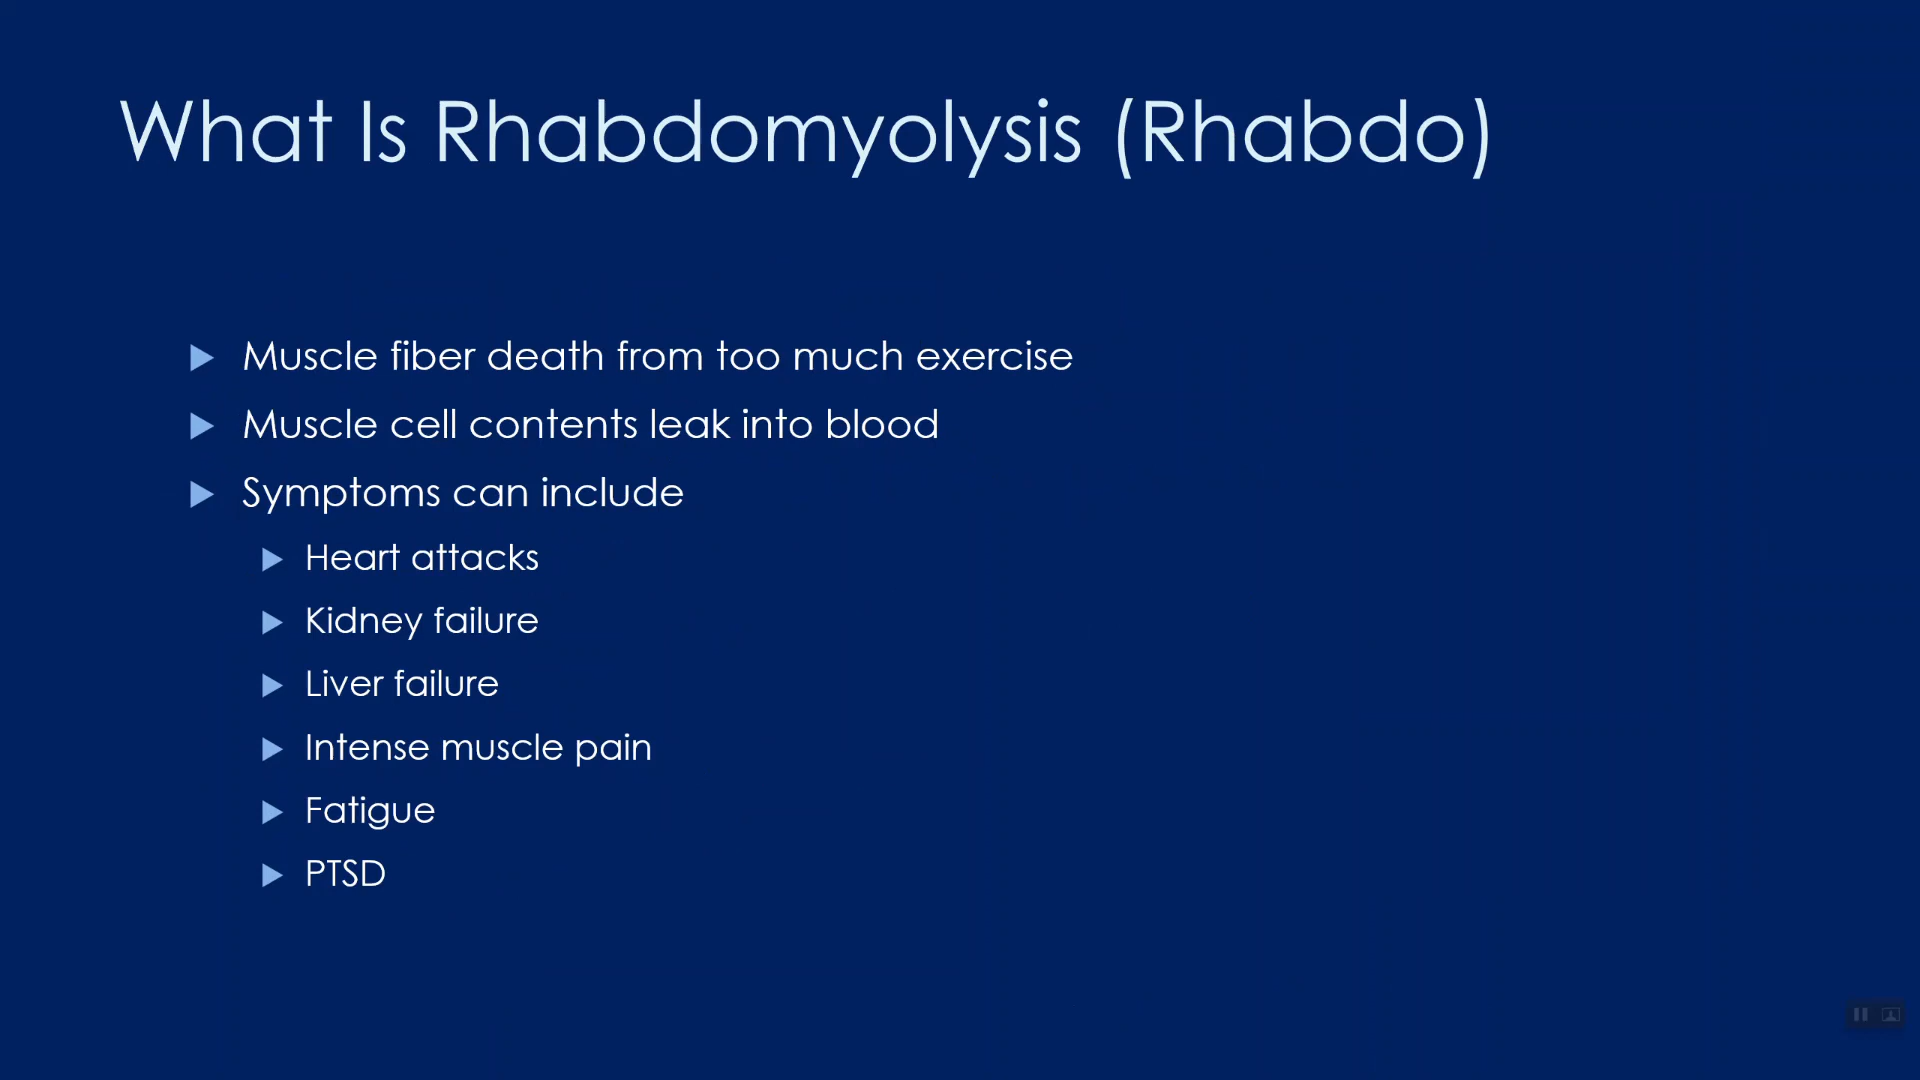 What Is Rhabdomyolysis (Rhabdo)
Muscle fiber death from too much exercise
Muscle cell contents leak into blood
Symptoms can include
Heart attacks
Kidney failure
Liver failure
Intense muscle pain
Fatigue
PTSD